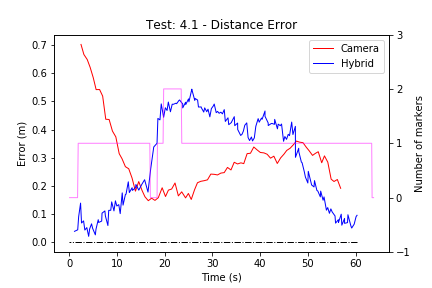 Test: 4.1 - Distance Error
Camera
Hybrid
Error (m)
0.7
0.6
0.5
0.4
0.3
0.2
0.1
0.0
3
2
1
0
−1
Number of markers
0 10 20 30 40 50 60
Time (s)